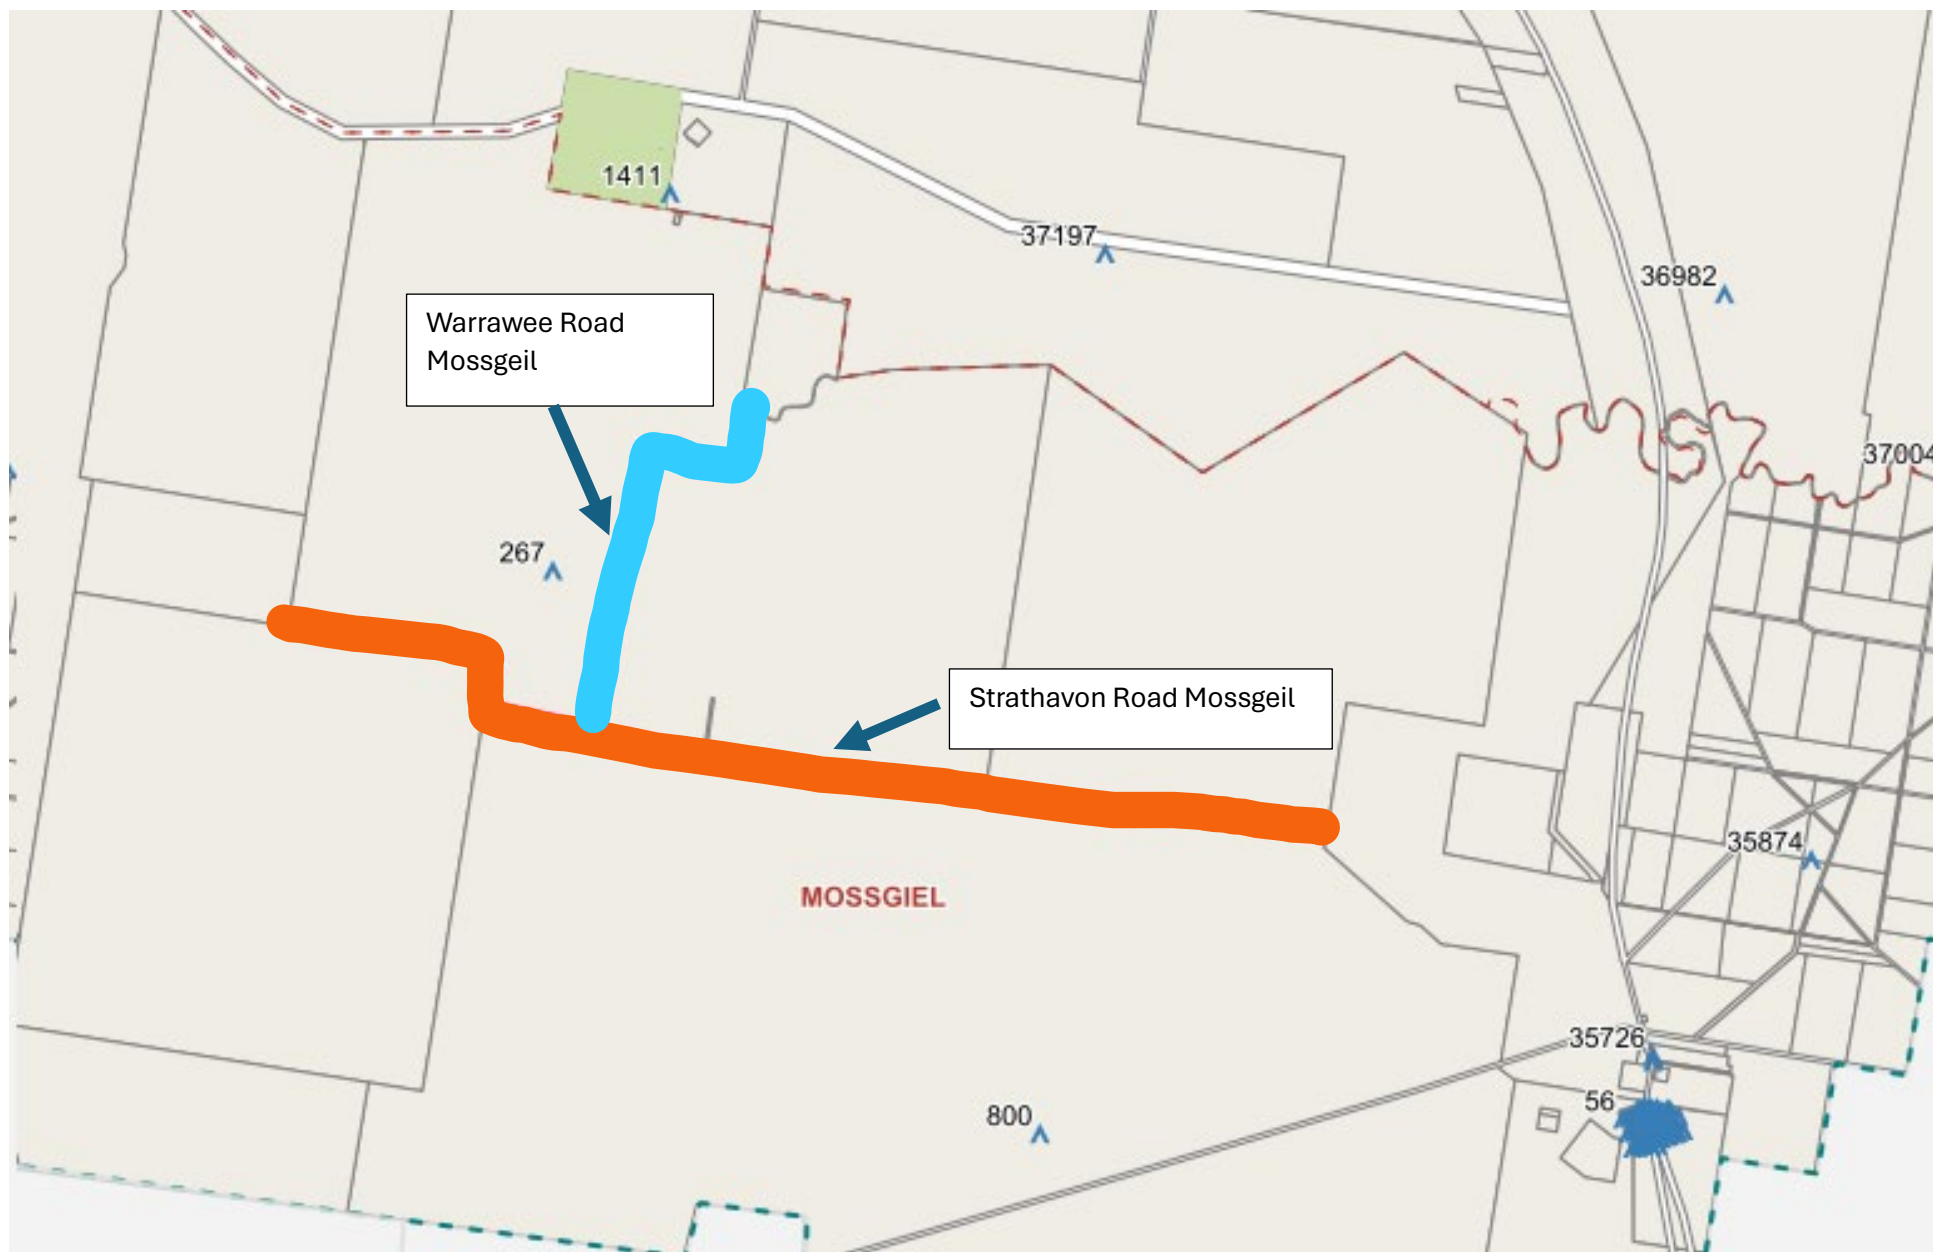 1411
37197
36982
Warrawee Road
Mossgeil
37004
267
Strathavon Road Mossgeil
35874
MOSSGIEL
35726
56
800